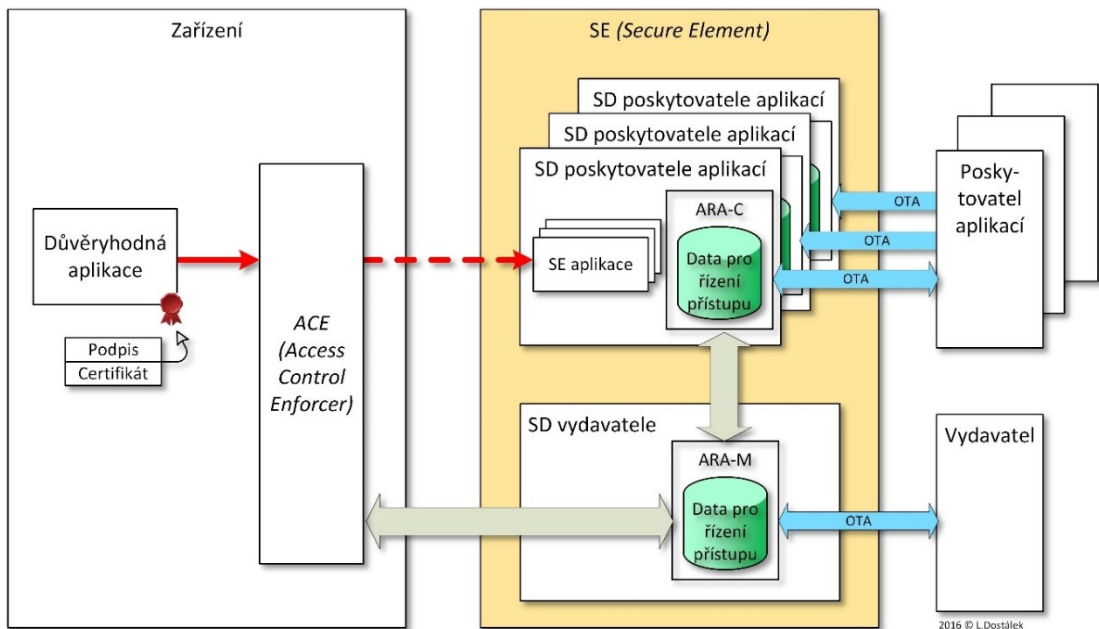 Zařízení
Důvěryhodná
aplikace
Podpis
Certifikát
ACE
(Access
Control
Enforcer)
SE (Secure Element)
SD poskytovatele aplikací
SD poskytovatele aplikací
SD poskytovatele aplikací
SE aplikace
ARA-C
Data pro
řízení
přístupu
OTA
OTA
OTA
Posky-
tovatel
aplikací
SD vydavatele
ARA-M
Data pro
řízení
přístupu
OTA
Vydavatel
2016 © L.Dostálek